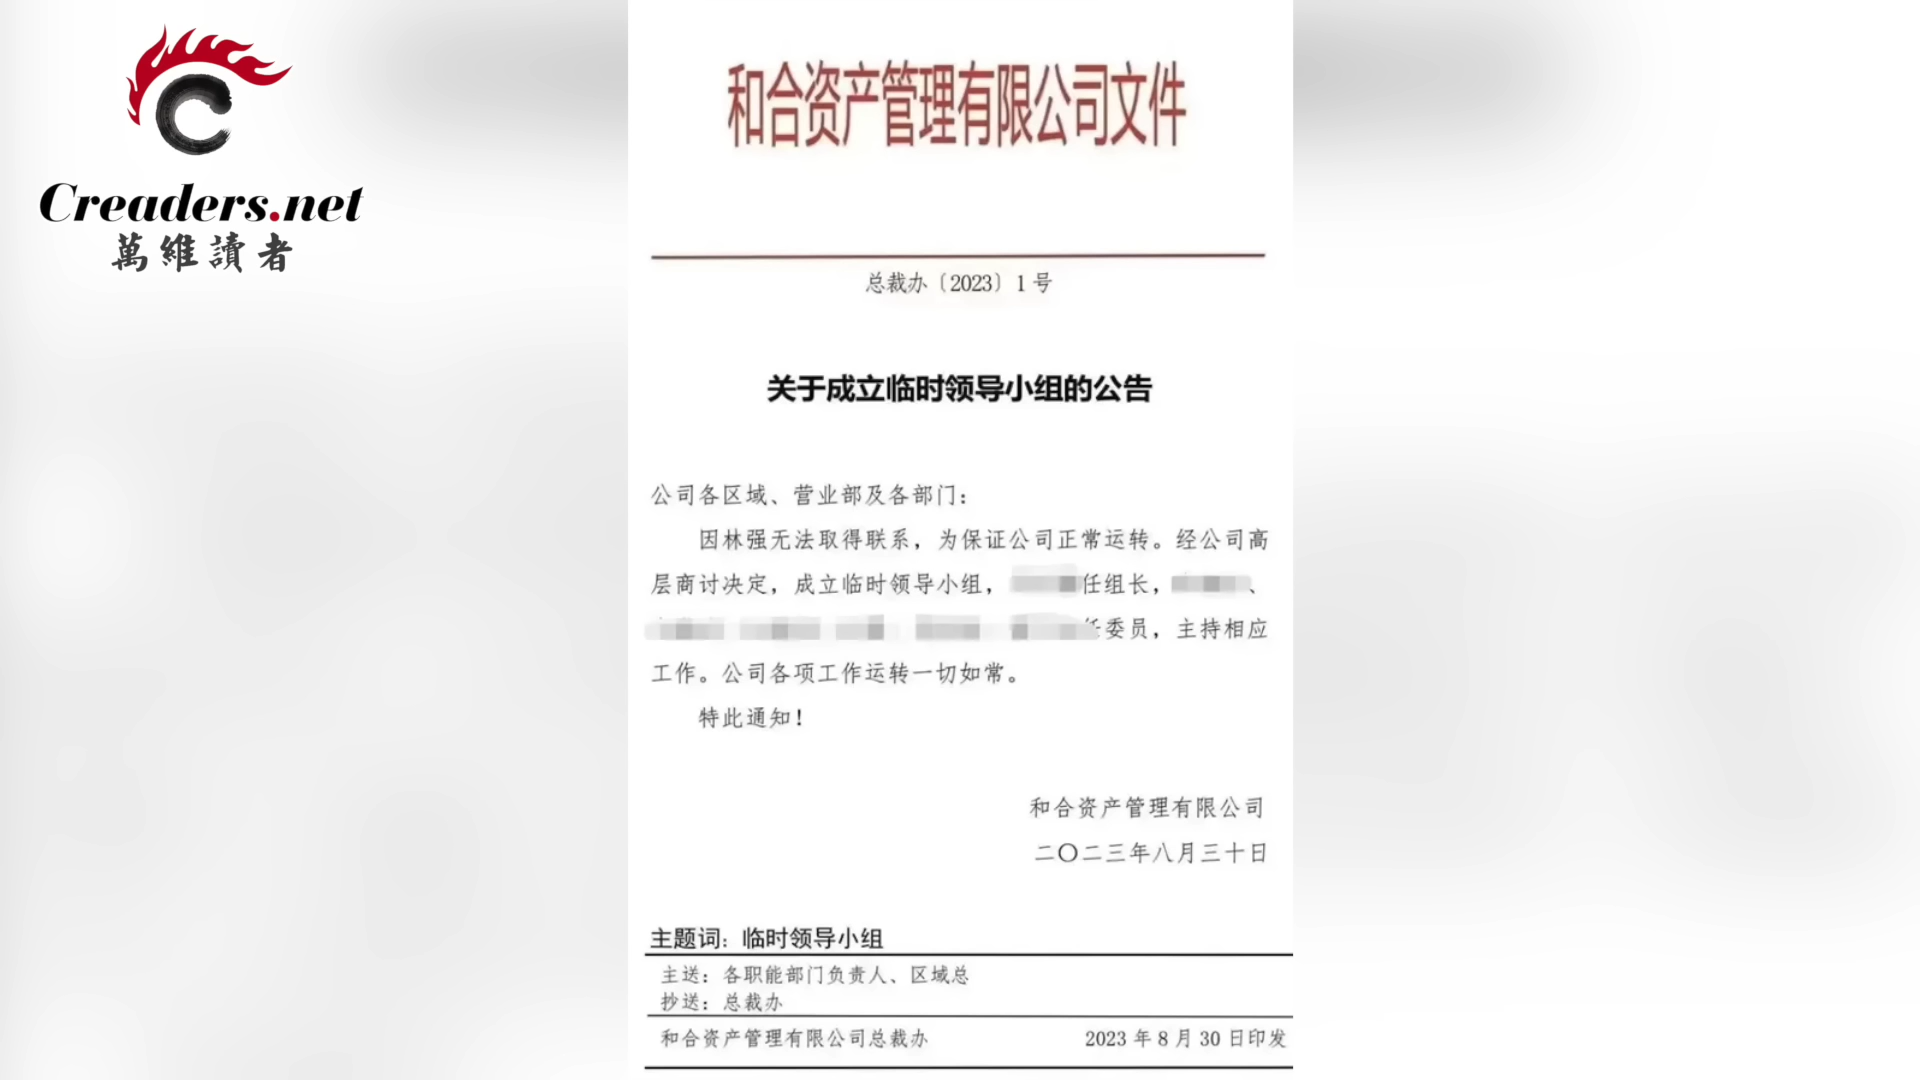 Creaders.net
萬維讀者
和合资产管理有限公司文件
总裁办〔2023〕1 号
关于成立临时领导小组的公告
公司各区域、营业部及各部门：
因林强无法取得联系，为保证公司正常运转。经公司高
层商讨决定，成立临时领导小组，任组长，、
任委员，主持相应
工作。公司各项工作运转一切如常。
特此通知！
和合资产管理有限公司
二〇二三年八月三十日
主题词：临时领导小组
主送：各职能部门负责人、区域总
抄送：总裁办
和合资产管理有限公司总裁办 2023 年 8 月 30 日印发